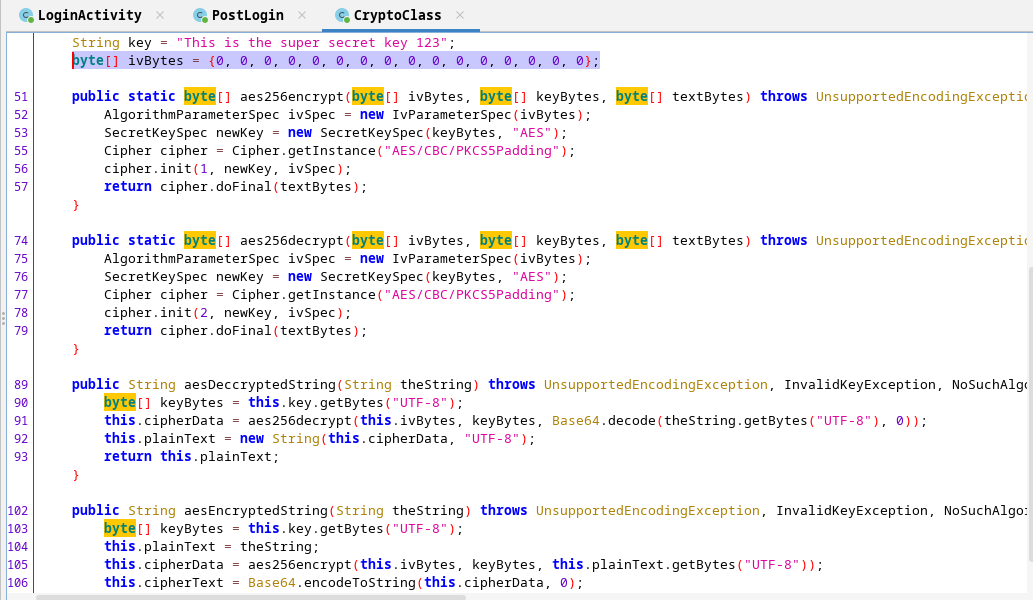 LoginActivity × PostLogin × CryptoClass ×
String key = "This is the super secret key 123";
byte[] ivBytes = {0, 0, 0, 0, 0, 0, 0, 0, 0, 0, 0, 0, 0, 0, 0, 0};
51 public static byte[] aes256encrypt(byte[] ivBytes, byte[] keyBytes, byte[] textBytes) throws UnsupportedEncodingExceptio
52 AlgorithmParameterSpec ivSpec = new IvParameterSpec(ivBytes);
53 SecretKeySpec newKey = new SecretKeySpec(keyBytes, "AES");
55 Cipher cipher = Cipher.getInstance("AES/CBC/PKCS5Padding");
56 cipher.init(1, newKey, ivSpec);
57 return cipher.doFinal(textBytes);
}
74 public static byte[] aes256decrypt(byte[] ivBytes, byte[] keyBytes, byte[] textBytes) throws UnsupportedEncodingExceptio
75 AlgorithmParameterSpec ivSpec = new IvParameterSpec(ivBytes);
76 SecretKeySpec newKey = new SecretKeySpec(keyBytes, "AES");
77 Cipher cipher = Cipher.getInstance("AES/CBC/PKCS5Padding");
78 cipher.init(2, newKey, ivSpec);
79 return cipher.doFinal(textBytes);
}
89 public String aesDeccryptedString(String theString) throws UnsupportedEncodingException, InvalidKeyException, NoSuchAlgo
90 byte[] keyBytes = this.key.getBytes("UTF-8");
91 this.cipherData = aes256decrypt(this.ivBytes, keyBytes, Base64.decode(theString.getBytes("UTF-8"), 0));
92 this.plainText = new String(this.cipherData, "UTF-8");
93 return this.plainText;
}
102 public String aesEncryptedString(String theString) throws UnsupportedEncodingException, InvalidKeyException, NoSuchAlgoi
103 byte[] keyBytes = this.key.getBytes("UTF-8");
104 this.plainText = theString;
105 this.cipherData = aes256encrypt(this.ivBytes, keyBytes, this.plainText.getBytes("UTF-8"));
106 this.cipherText = Base64.encodeToString(this.cipherData, 0);